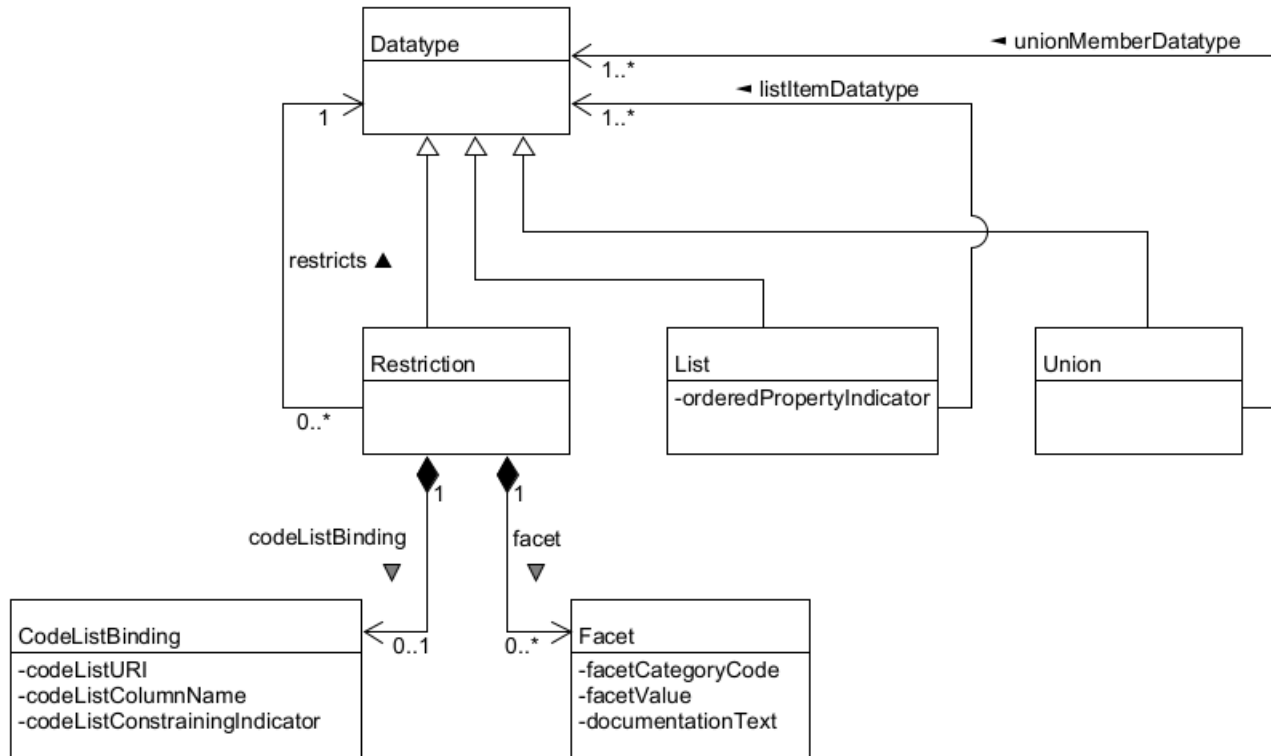 Datatype
◄ unionMemberDatatype
1..*
◄ listItemDatatype
1
1..*
restricts ▲
Restriction
List
Union
-orderedPropertyIndicator
0..*
1
1
codeListBinding
facet
▼
▼
CodeListBinding
0..1
0..*
Facet
-codeListURI
-codeListColumnName
-codeListConstrainingIndicator
-facetCategoryCode
-facetValue
-documentationText